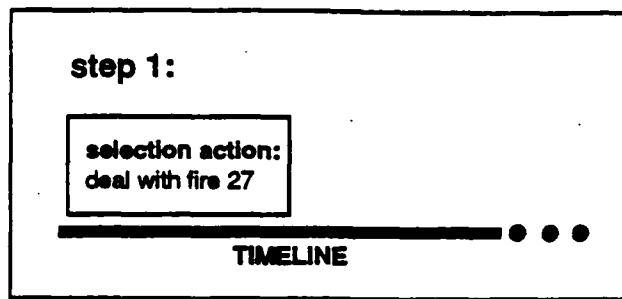 step 1:
selection action:
deal with fire 27
TIMELINE